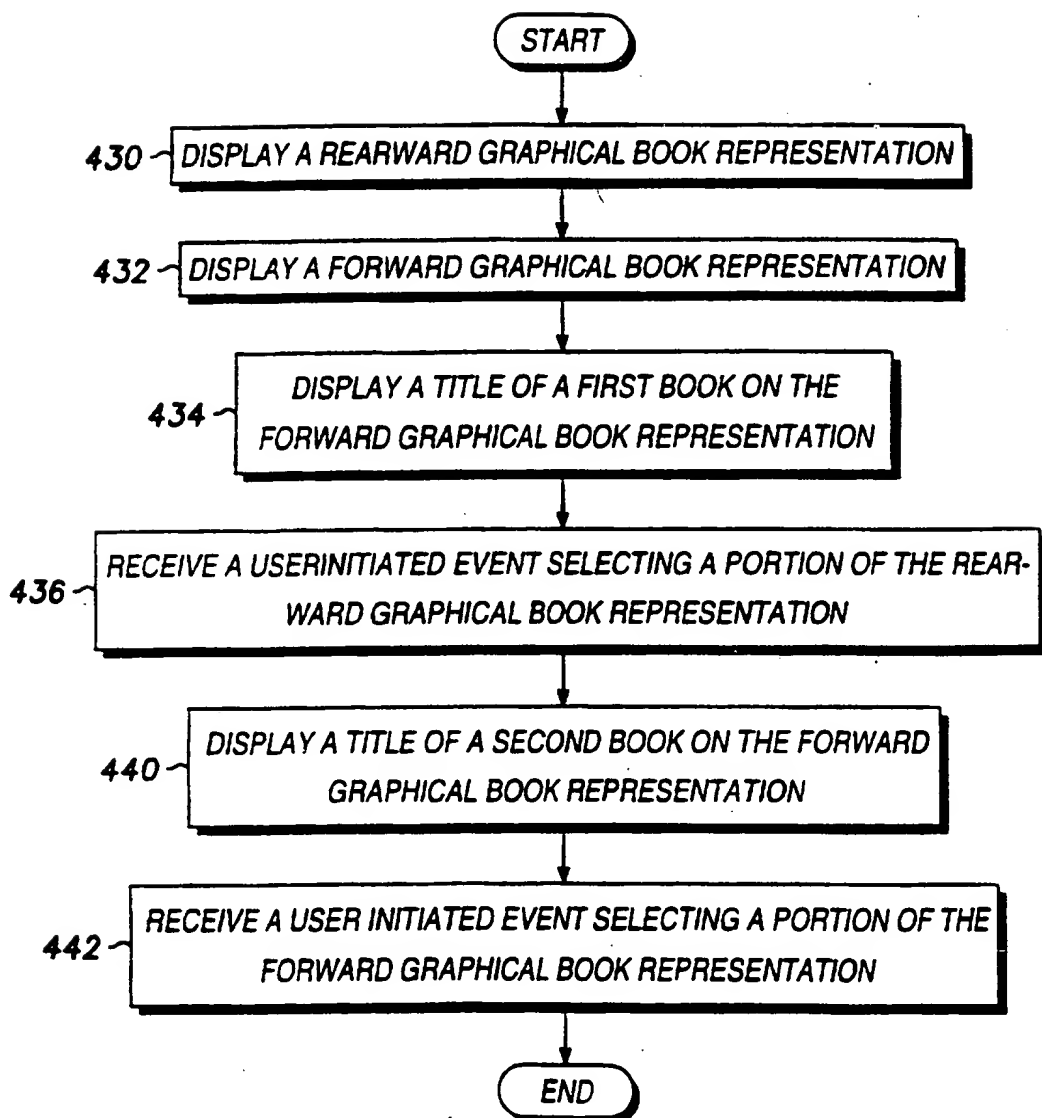 START
430 DISPLAY A REARWARD GRAPHICAL BOOK REPRESENTATION
432 DISPLAY A FORWARD GRAPHICAL BOOK REPRESENTATION
DISPLAY A TITLE OF A FIRST BOOK ON THE
434 FORWARD GRAPHICAL BOOK REPRESENTATION
RECEIVE A USERINITIATED EVENT SELECTING A PORTION OF THE REAR-
436 WARD GRAPHICAL BOOK REPRESENTATION
DISPLAY A TITLE OF A SECOND BOOK ON THE FORWARD
440 GRAPHICAL BOOK REPRESENTATION
RECEIVE A USER INITIATED EVENT SELECTING A PORTION OF THE
442 FORWARD GRAPHICAL BOOK REPRESENTATION
END